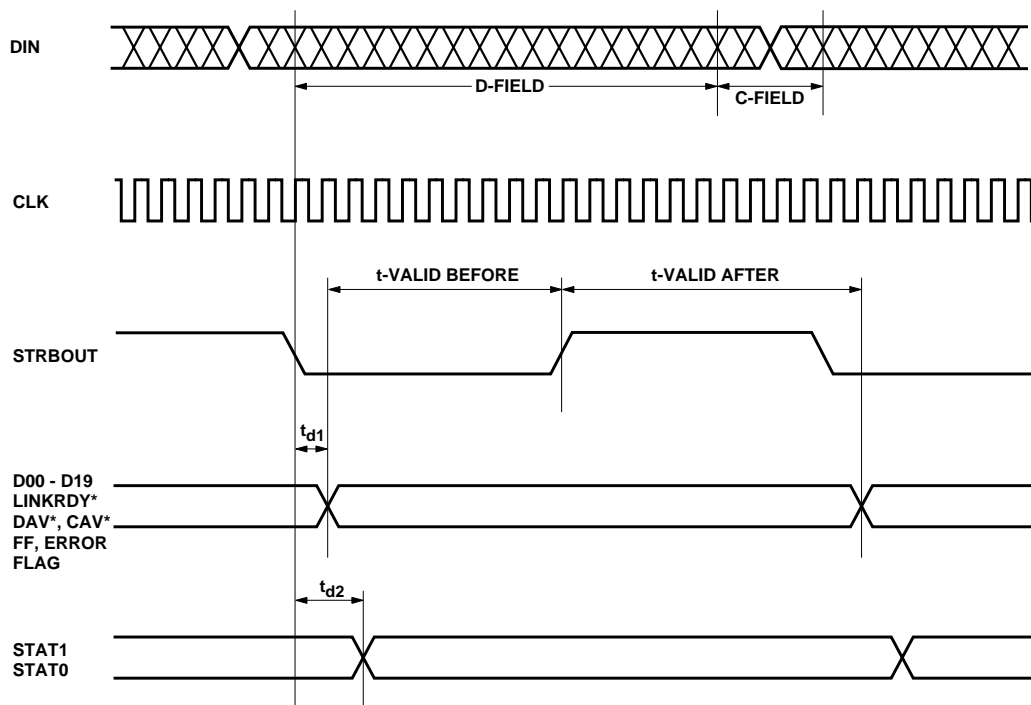 DIN
D-FIELD
C-FIELD
CLK
t-VALID BEFORE
t-VALID AFTER
STRBOUT
td1
D00 - D19
LINKRDY*
DAV*, CAV*
FF, ERROR
FLAG
td2
STAT1
STAT0